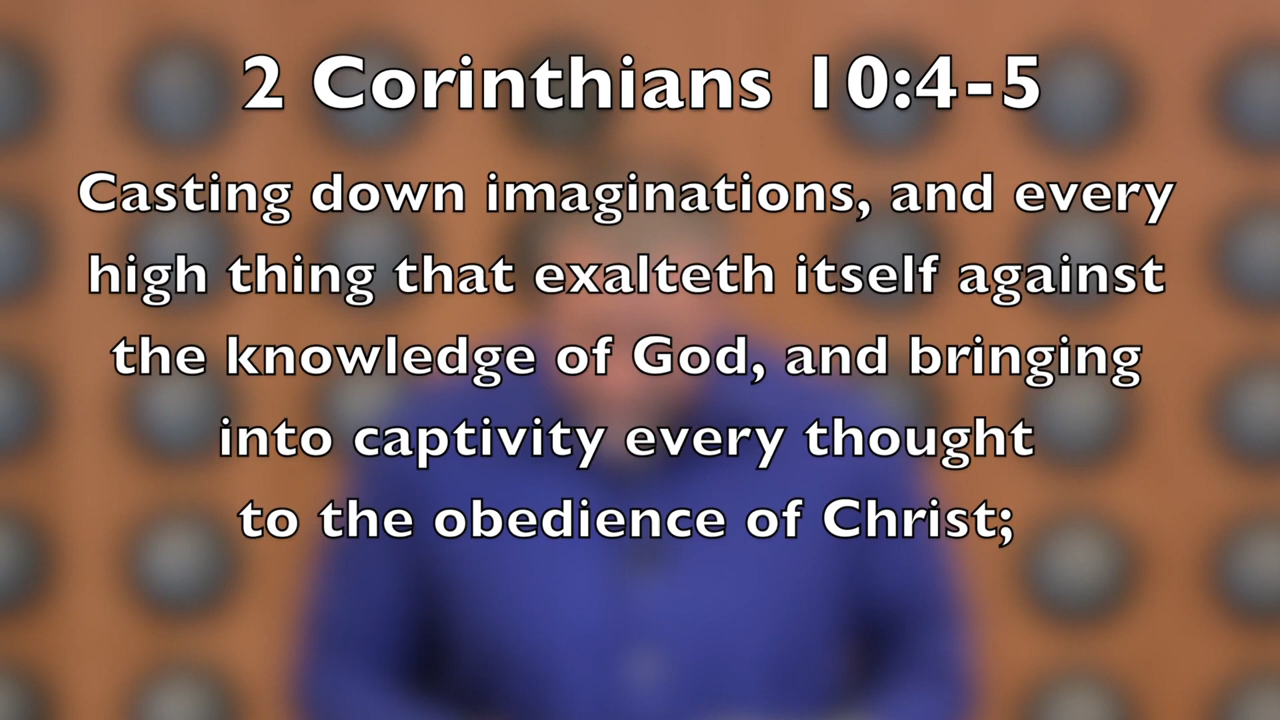 2 Corinthians 10:4-5
Casting down imaginations, and every
high thing that exalteth itself against
the knowledge of God, and bringing
into captivity every thought
to the obedience of Christ;